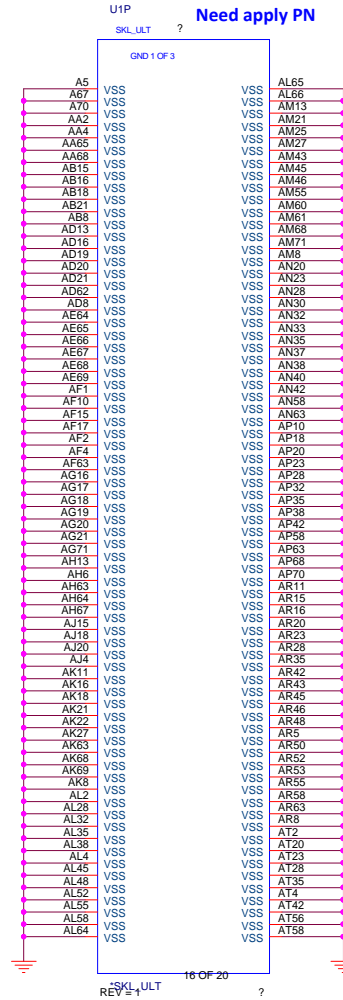 U1P
Need apply PN
SKL_ULT ?
GND 1 OF 3
A5 VSS VSS AL65
A67 VSS VSS AL66
A70 VSS VSS AM13
AA2 VSS VSS AM21
AA4 VSS VSS AM25
AA65 VSS VSS AM27
AA68 VSS VSS AM43
AB15 VSS VSS AM45
AB16 VSS VSS AM46
AB18 VSS VSS AM55
AB21 VSS VSS AM60
AB8 VSS VSS AM61
AD13 VSS VSS AM68
AD16 VSS VSS AM71
AD19 VSS VSS AM8
AD20 VSS VSS AN20
AD21 VSS VSS AN23
AD62 VSS VSS AN28
AD8 VSS VSS AN30
AE64 VSS VSS AN32
AE65 VSS VSS AN33
AE66 VSS VSS AN35
AE67 VSS VSS AN37
AE68 VSS VSS AN38
AE69 VSS VSS AN40
AF1 VSS VSS AN42
AF10 VSS VSS AN58
AF15 VSS VSS AN63
AF17 VSS VSS AP10
AF2 VSS VSS AP18
AF4 VSS VSS AP20
AF63 VSS VSS AP23
AG16 VSS VSS AP28
AG17 VSS VSS AP32
AG18 VSS VSS AP35
AG19 VSS VSS AP38
AG20 VSS VSS AP42
AG21 VSS VSS AP58
AG71 VSS VSS AP63
AH13 VSS VSS AP68
AH6 VSS VSS AP70
AH63 VSS VSS AR11
AH64 VSS VSS AR15
AH67 VSS VSS AR16
AJ15 VSS VSS AR20
AJ18 VSS VSS AR23
AJ20 VSS VSS AR28
AJ4 VSS VSS AR35
AK11 VSS VSS AR42
AK16 VSS VSS AR43
AK18 VSS VSS AR45
AK21 VSS VSS AR46
AK22 VSS VSS AR48
AK27 VSS VSS AR5
AK63 VSS VSS AR50
AK68 VSS VSS AR52
AK69 VSS VSS AR53
AK8 VSS VSS AR55
AL2 VSS VSS AR58
AL28 VSS VSS AR63
AL32 VSS VSS AR8
AL35 VSS VSS AT2
AL38 VSS VSS AT20
AL4 VSS VSS AT23
AL45 VSS VSS AT28
AL48 VSS VSS AT35
AL52 VSS VSS AT4
AL55 VSS VSS AT42
AL58 VSS VSS AT56
AL64 VSS VSS AT58
16 OF 20
*SKL_ULT
REV = 1 ?